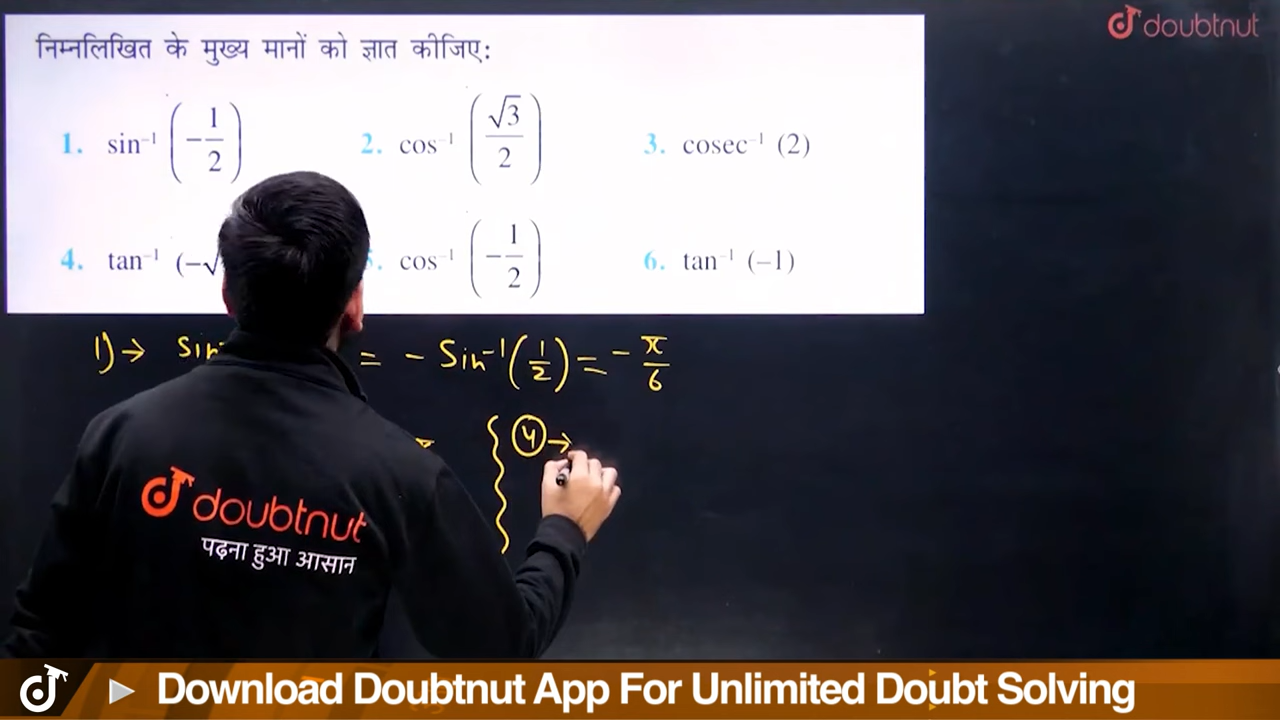 doubtnut
निम्नलिखित के मुख्य मानों को ज्ञात कीजिए:
1. sin⁻¹ (−1/2) 2. cos⁻¹ (√3/2) 3. cosec⁻¹ (2)
4. tan⁻¹ (−√ 5. cos⁻¹ (−1/2) 6. tan⁻¹ (−1)
1) → sin = − Sin⁻¹(1/2) = − π/6
④ →
doubtnut
पढ़ना हुआ आसान
Download Doubtnut App For Unlimited Doubt Solving